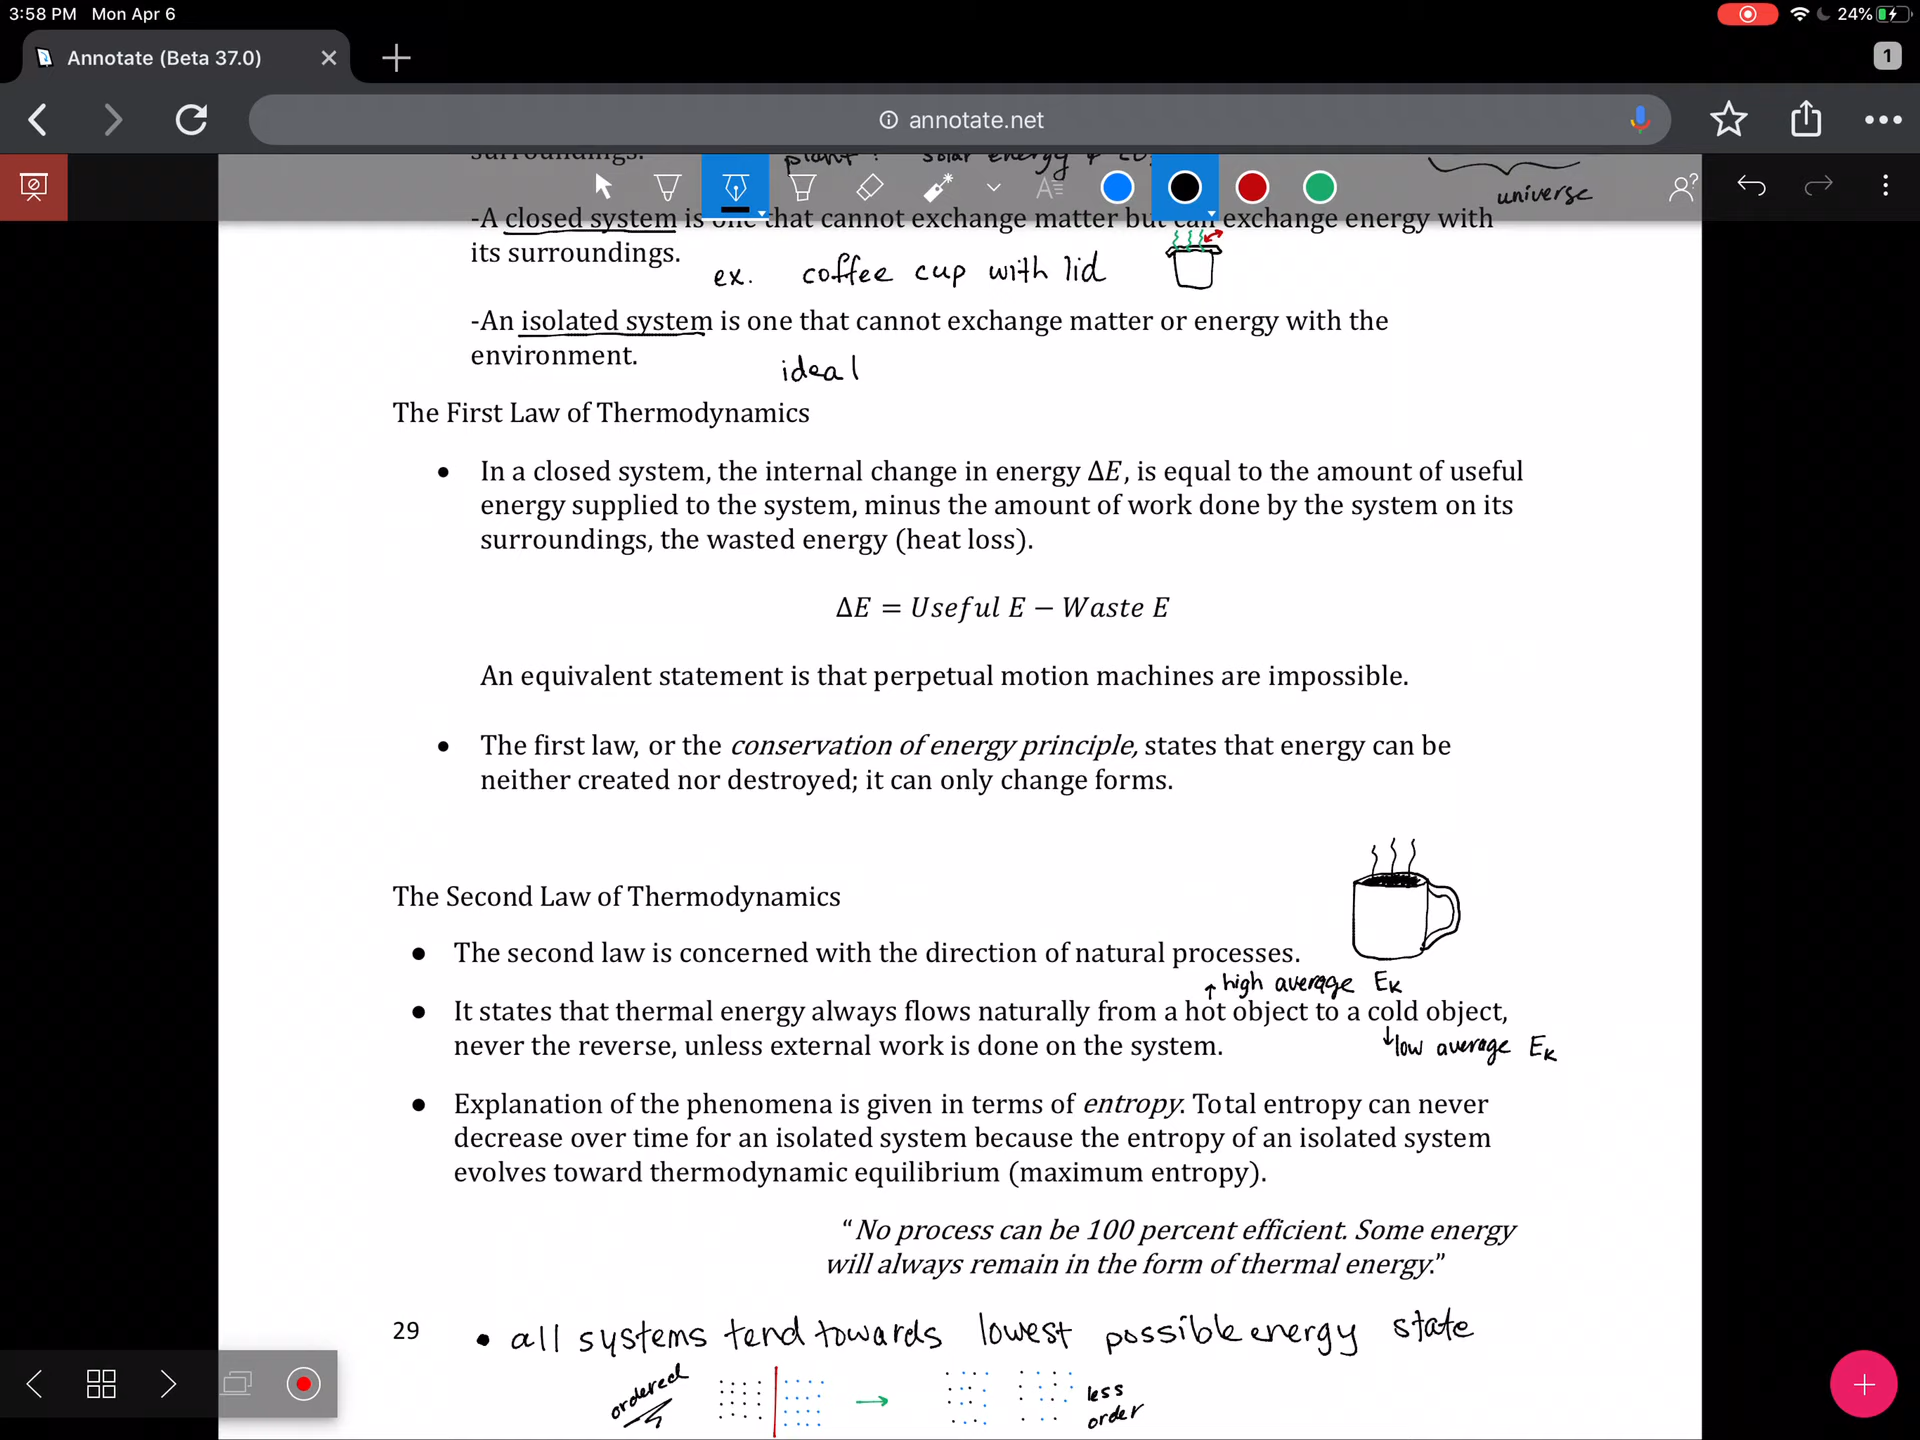 3:58 PM Mon Apr 6
24%
Annotate (Beta 37.0)
1
annotate.net
surroundings. plant : solar energy
universe
-A closed system is one that cannot exchange matter but can exchange energy with
its surroundings.
ex. coffee cup with lid
-An isolated system is one that cannot exchange matter or energy with the
environment.
ideal
The First Law of Thermodynamics
• In a closed system, the internal change in energy ΔE, is equal to the amount of useful
energy supplied to the system, minus the amount of work done by the system on its
surroundings, the wasted energy (heat loss).
ΔE = Useful E − Waste E
An equivalent statement is that perpetual motion machines are impossible.
• The first law, or the conservation of energy principle, states that energy can be
neither created nor destroyed; it can only change forms.
The Second Law of Thermodynamics
• The second law is concerned with the direction of natural processes.
↑ high average Eₖ
• It states that thermal energy always flows naturally from a hot object to a cold object,
never the reverse, unless external work is done on the system.
↓ low average Eₖ
• Explanation of the phenomena is given in terms of entropy. Total entropy can never
decrease over time for an isolated system because the entropy of an isolated system
evolves toward thermodynamic equilibrium (maximum entropy).
“No process can be 100 percent efficient. Some energy
will always remain in the form of thermal energy.”
29
• all systems tend towards lowest possible energy state
ordered → less
order